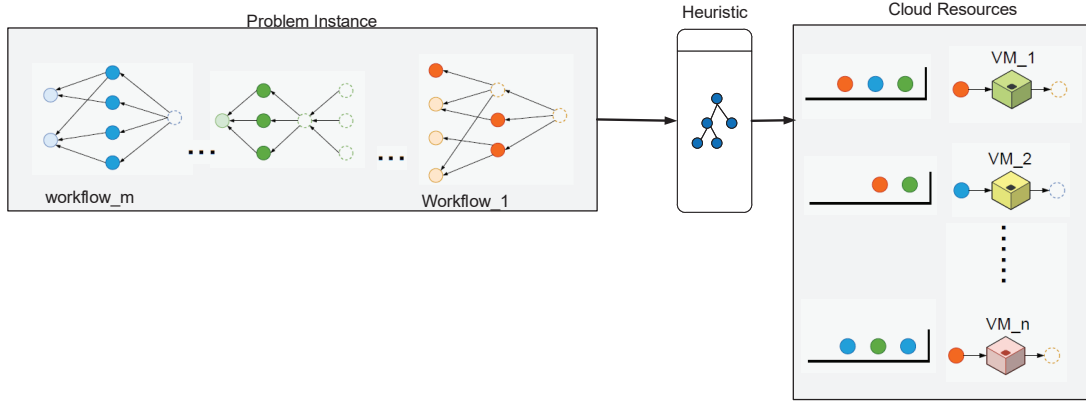 Problem Instance
Heuristic
Cloud Resources
workflow_m
Workflow_1
VM_1
VM_2
VM_n